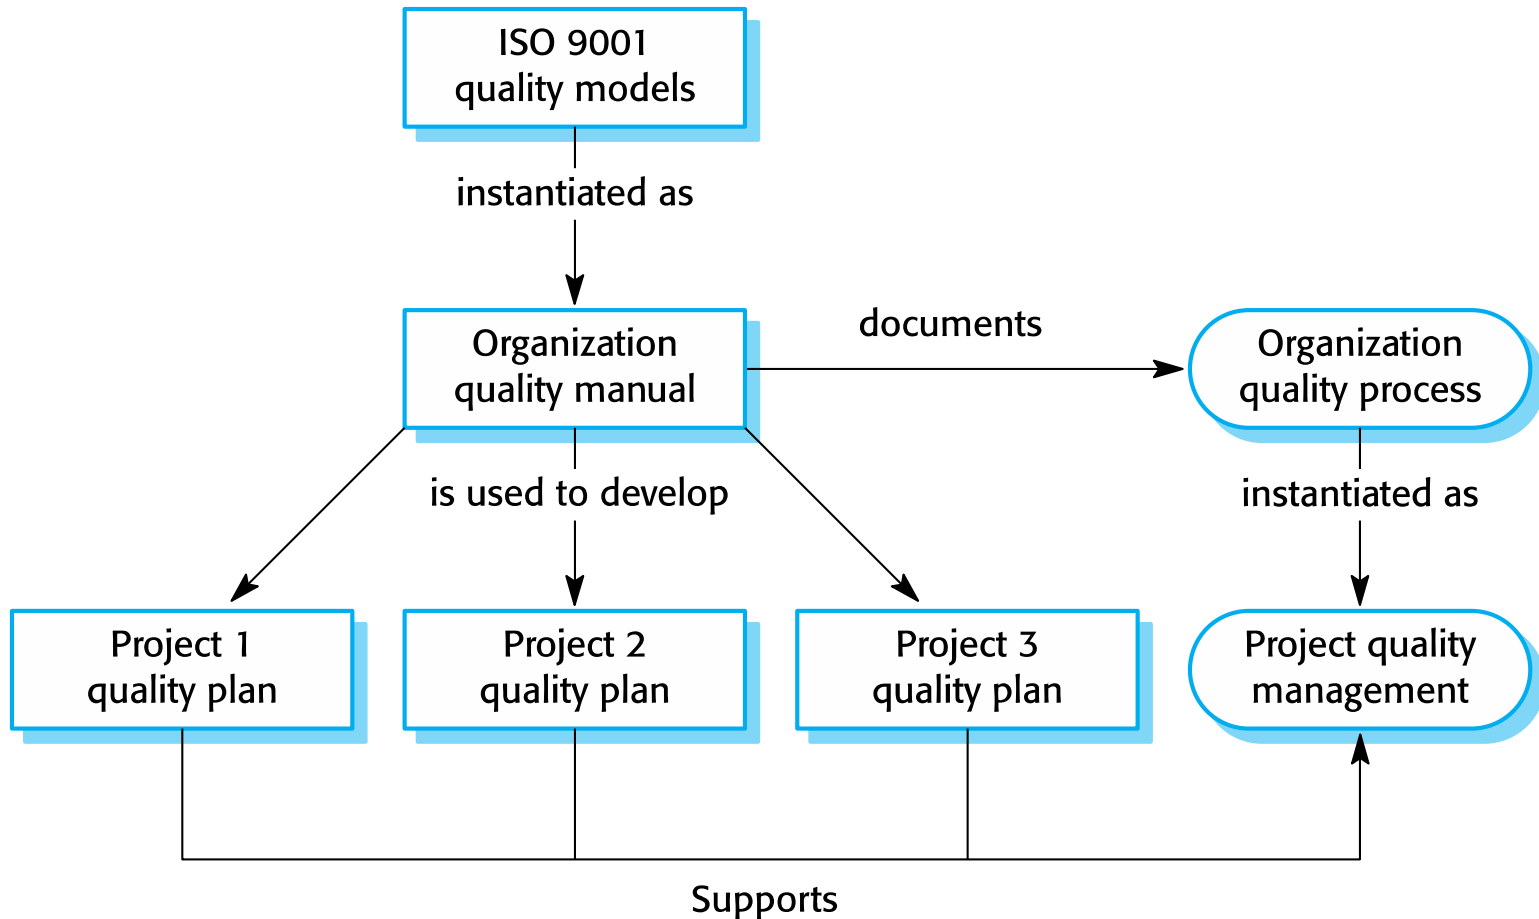 ISO 9001
quality models
instantiated as
documents
Organization
quality manual
Organization
quality process
is used to develop
instantiated as
Project 1
quality plan
Project 2
quality plan
Project 3
quality plan
Project quality
management
Supports